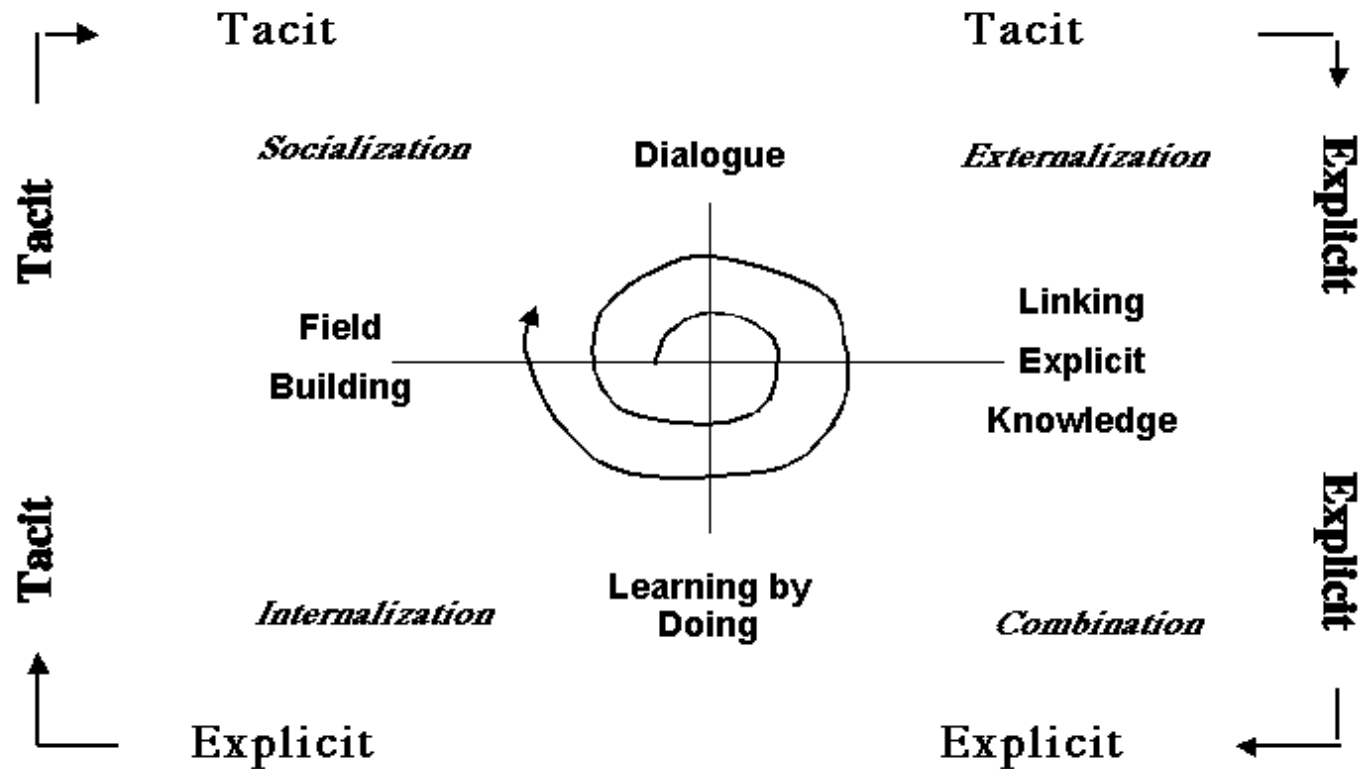 Tacit
Tacit
Socialization
Dialogue
Externalization
Tacit
Explicit
Field
Building
Linking
Explicit
Knowledge
Tacit
Explicit
Internalization
Learning by
Doing
Combination
Explicit
Explicit